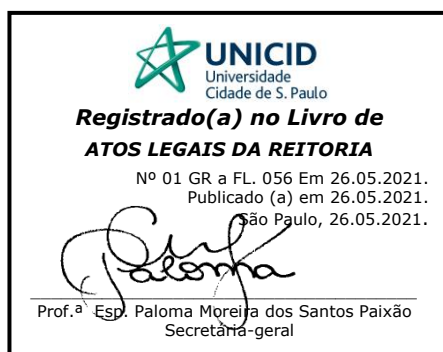 UNICID
Universidade
Cidade de S. Paulo
Registrado(a) no Livro de
ATOS LEGAIS DA REITORIA
Nº 01 GR a FL. 056 Em 26.05.2021.
Publicado (a) em 26.05.2021.
São Paulo, 26.05.2021.
Paloma
Prof.ª Esp. Paloma Moreira dos Santos Paixão
Secretária-geral